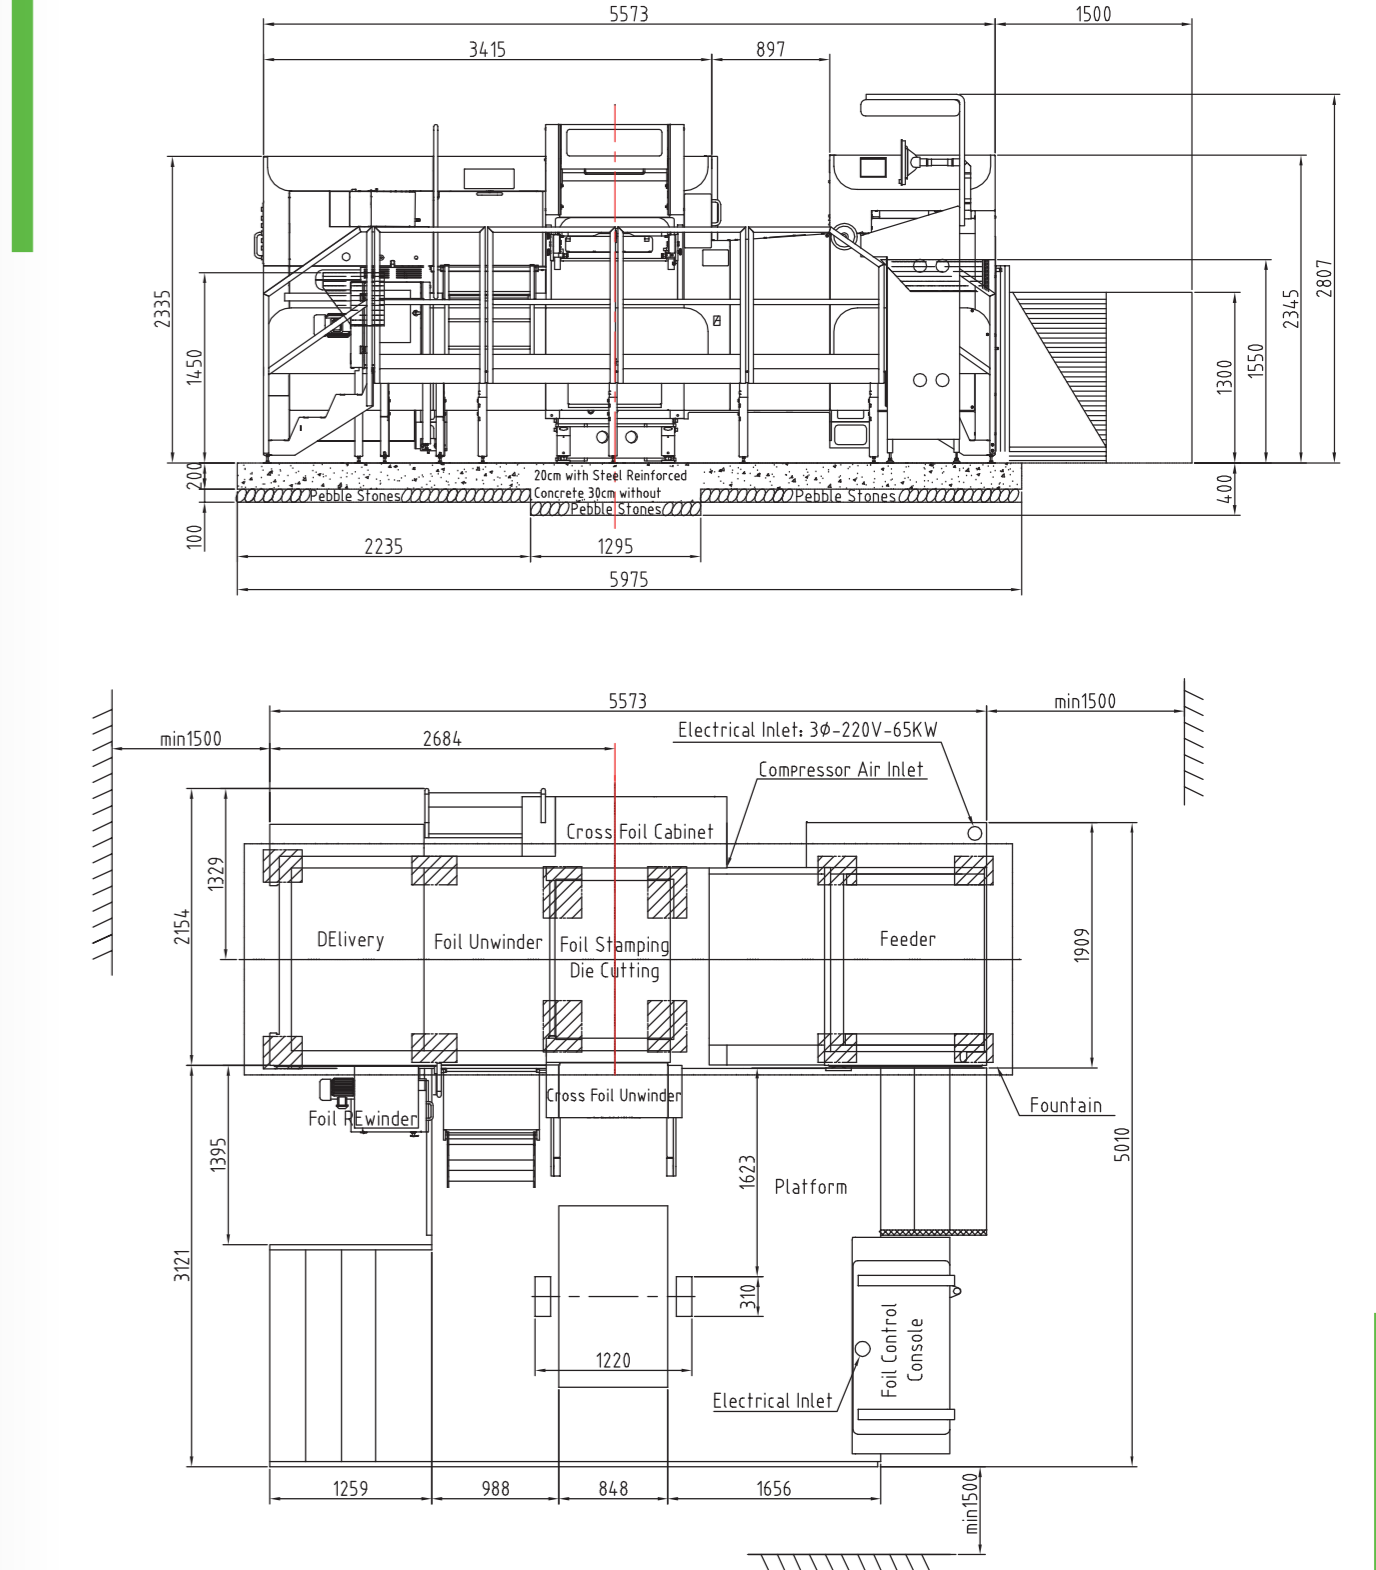 5573
1500
3415
897
2335
1450
200
100
20cm with Steel Reinforced
Concrete 30cm without
Pebble Stones
Pebble Stones
Pebble Stones
2235
1295
5975
1300
1550
2345
2807
400
5573
min1500
min1500
2684
Electrical Inlet: 3Ø-220V-65KW
Compressor Air Inlet
Cross Foil Cabinet
1329
2154
DElivery
Foil Unwinder
Foil Stamping
Die Cutting
Feeder
1909
5010
Cross Foil Unwinder
Foil REwinder
Fountain
1395
3121
1623
Platform
310
1220
Foil Control
Console
Electrical Inlet
1259
988
848
1656
min1500